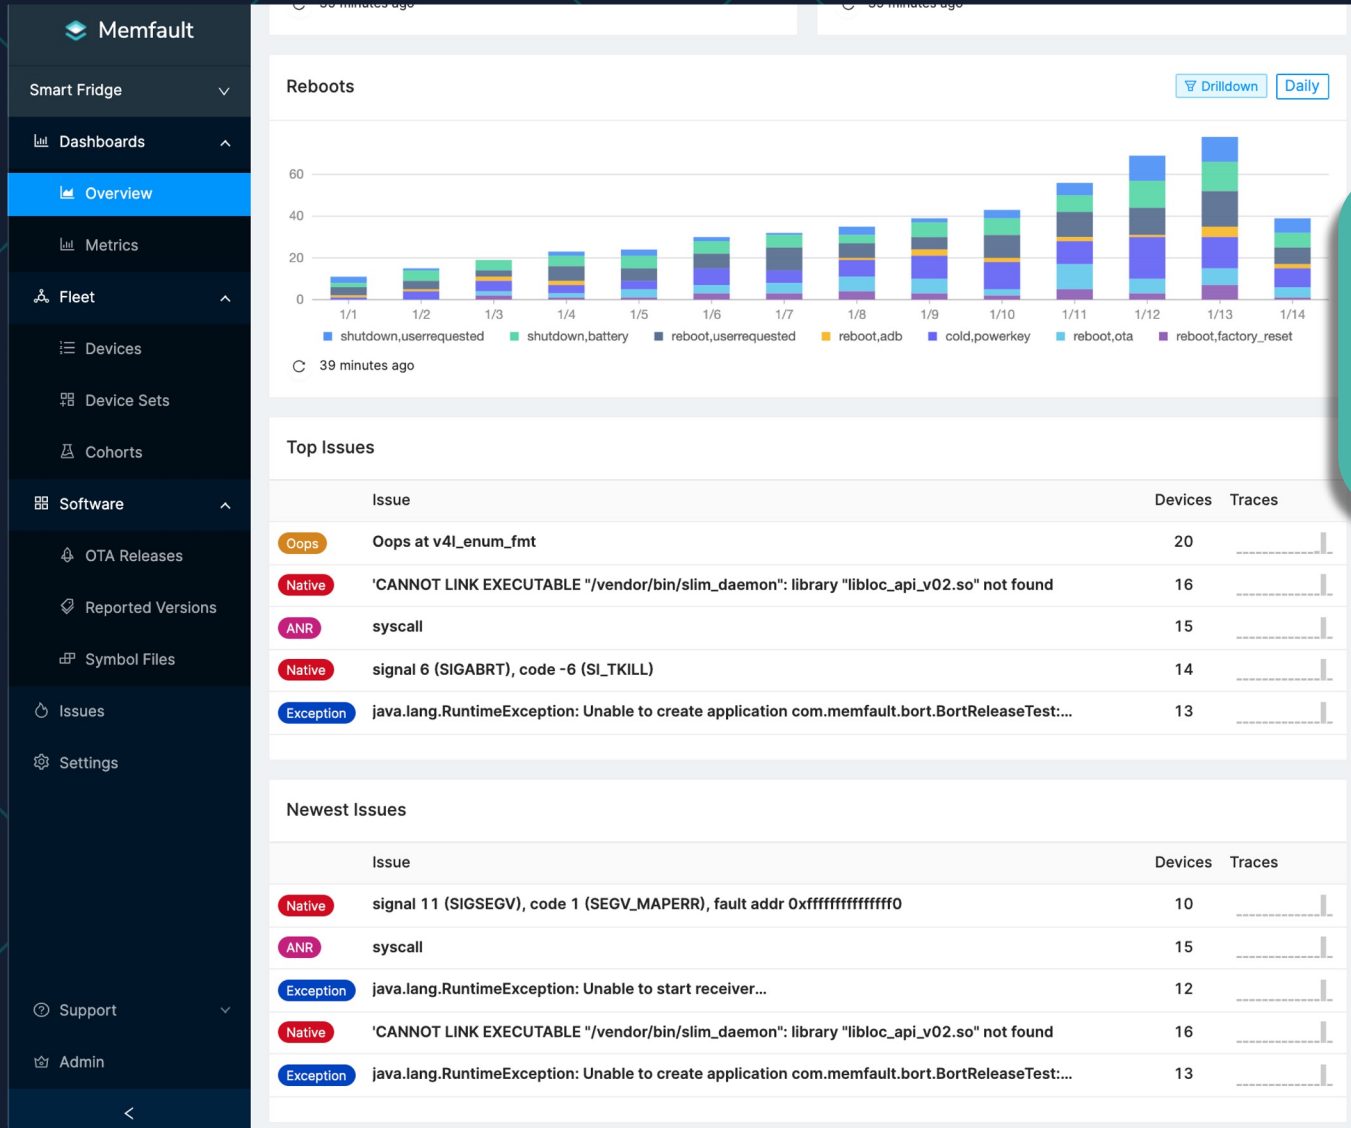 39 minutes ago
39 minutes ago
Memfault
Smart Fridge
Dashboards
Overview
Metrics
Fleet
Devices
Device Sets
Cohorts
Software
OTA Releases
Reported Versions
Symbol Files
Issues
Settings
Support
Admin
Reboots
Drilldown Daily
60
40
20
0
1/1 1/2 1/3 1/4 1/5 1/6 1/7 1/8 1/9 1/10 1/11 1/12 1/13 1/14
shutdown,userrequested shutdown,battery reboot,userrequested reboot,adb cold,powerkey reboot,ota reboot,factory_reset
39 minutes ago
Top Issues
Issue Devices Traces
Oops Oops at v4l_enum_fmt 20
Native 'CANNOT LINK EXECUTABLE "/vendor/bin/slim_daemon": library "libloc_api_v02.so" not found 16
ANR syscall 15
Native signal 6 (SIGABRT), code -6 (SI_TKILL) 14
Exception java.lang.RuntimeException: Unable to create application com.memfault.bort.BortReleaseTest:... 13
Newest Issues
Issue Devices Traces
Native signal 11 (SIGSEGV), code 1 (SEGV_MAPERR), fault addr 0xfffffffffffffff0 10
ANR syscall 15
Exception java.lang.RuntimeException: Unable to start receiver... 12
Native 'CANNOT LINK EXECUTABLE "/vendor/bin/slim_daemon": library "libloc_api_v02.so" not found 16
Exception java.lang.RuntimeException: Unable to create application com.memfault.bort.BortReleaseTest:... 13